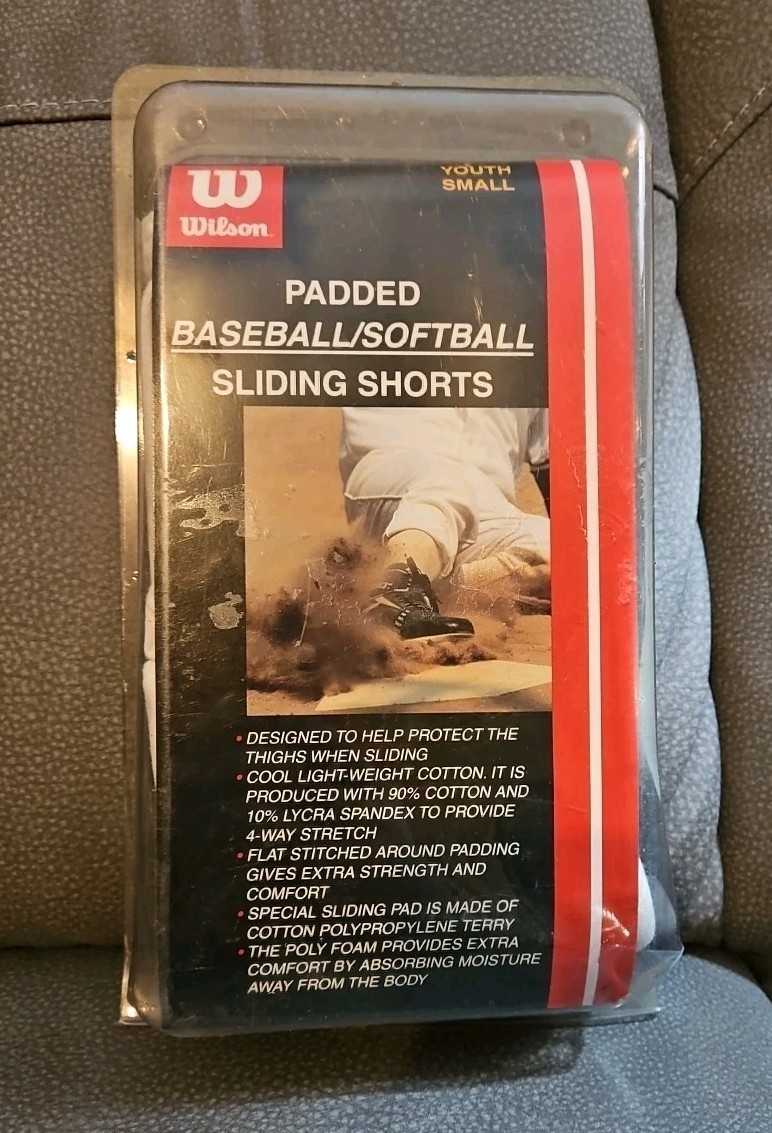 W
Wilson
YOUTH
SMALL
PADDED
BASEBALL/SOFTBALL
SLIDING SHORTS
• DESIGNED TO HELP PROTECT THE
THIGHS WHEN SLIDING
• COOL LIGHT-WEIGHT COTTON. IT IS
PRODUCED WITH 90% COTTON AND
10% LYCRA SPANDEX TO PROVIDE
4-WAY STRETCH
• FLAT STITCHED AROUND PADDING
GIVES EXTRA STRENGTH AND
COMFORT
• SPECIAL SLIDING PAD IS MADE OF
COTTON POLYPROPYLENE TERRY
• THE POLY FOAM PROVIDES EXTRA
COMFORT BY ABSORBING MOISTURE
AWAY FROM THE BODY